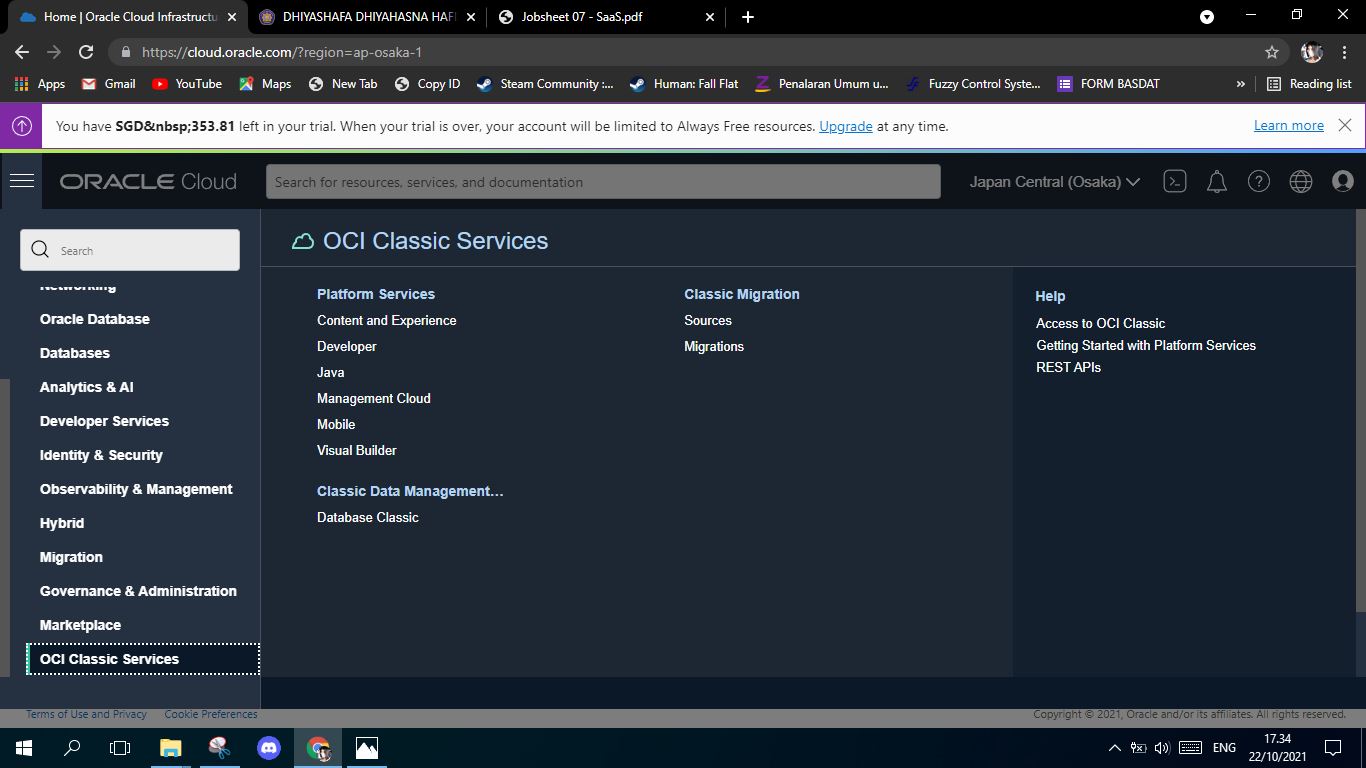 Home | Oracle Cloud Infrastructu
DHIYASHAFA DHIYAHASNA HAFI
Jobsheet 07 - SaaS.pdf
https://cloud.oracle.com/?region=ap-osaka-1
Apps
Gmail
YouTube
Maps
New Tab
Copy ID
Steam Community :...
Human: Fall Flat
Penalaran Umum u...
Fuzzy Control Syste...
FORM BASDAT
»
Reading list
You have SGD&nbsp;353.81 left in your trial. When your trial is over, your account will be limited to Always Free resources. Upgrade at any time.
Learn more
ORACLE Cloud
Search for resources, services, and documentation
Japan Central (Osaka)
Search
Networking
Oracle Database
Databases
Analytics & AI
Developer Services
Identity & Security
Observability & Management
Hybrid
Migration
Governance & Administration
Marketplace
OCI Classic Services
OCI Classic Services
Platform Services
Content and Experience
Developer
Java
Management Cloud
Mobile
Visual Builder
Classic Data Management...
Database Classic
Classic Migration
Sources
Migrations
Help
Access to OCI Classic
Getting Started with Platform Services
REST APIs
Terms of Use and Privacy
Cookie Preferences
Copyright © 2021, Oracle and/or its affiliates. All rights reserved.
ENG
17.34
22/10/2021